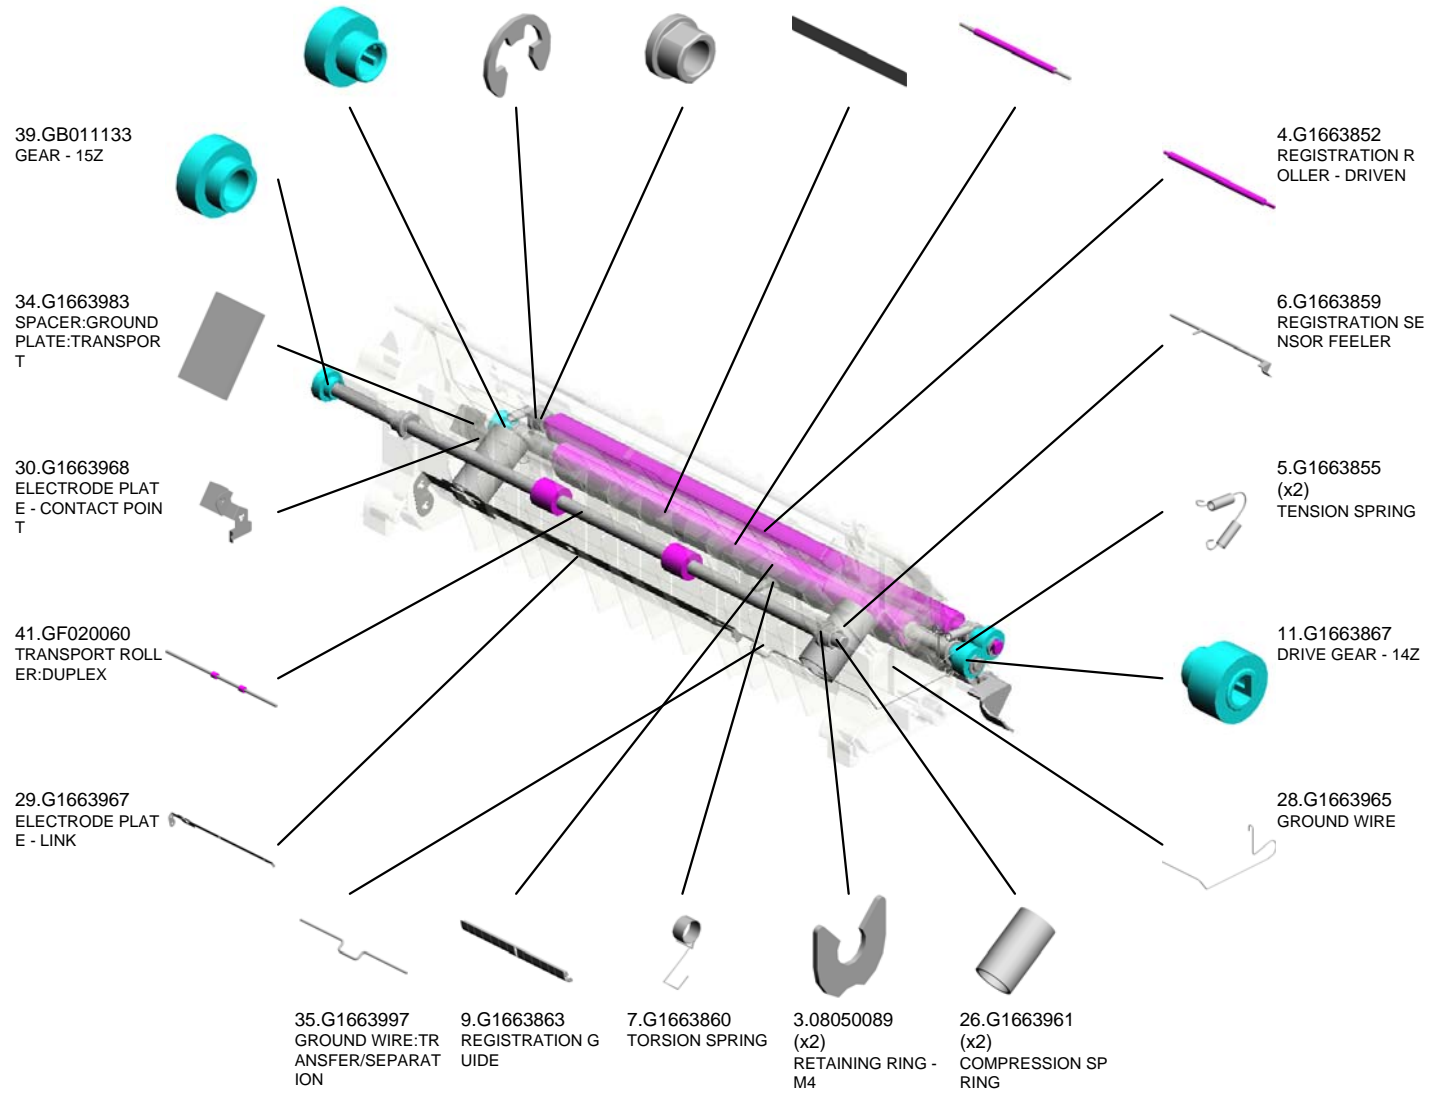 39.GB011133
GEAR - 15Z
4.G1663852
REGISTRATION R
OLLER - DRIVEN
34.G1663983
SPACER:GROUND
PLATE:TRANSPOR
T
6.G1663859
REGISTRATION SE
NSOR FEELER
30.G1663968
ELECTRODE PLAT
E - CONTACT POIN
T
5.G1663855
(x2)
TENSION SPRING
41.GF020060
TRANSPORT ROLL
ER:DUPLEX
11.G1663867
DRIVE GEAR - 14Z
29.G1663967
ELECTRODE PLAT
E - LINK
28.G1663965
GROUND WIRE
35.G1663997
GROUND WIRE:TR
ANSFER/SEPARAT
ION
9.G1663863
REGISTRATION G
UIDE
7.G1663860
TORSION SPRING
3.08050089
(x2)
RETAINING RING -
M4
26.G1663961
(x2)
COMPRESSION SP
RING